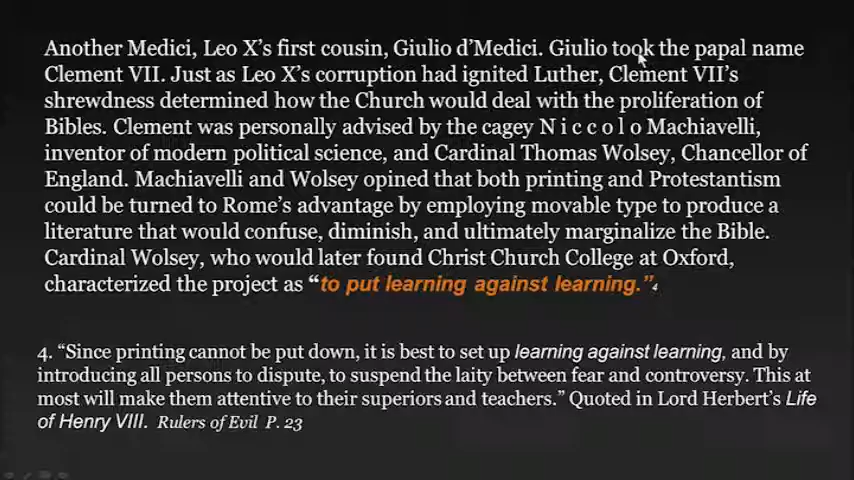 Another Medici, Leo X's first cousin, Giulio d'Medici. Giulio took the papal name
Clement VII. Just as Leo X's corruption had ignited Luther, Clement VII's
shrewdness determined how the Church would deal with the proliferation of
Bibles. Clement was personally advised by the cagey N i c c o l o Machiavelli,
inventor of modern political science, and Cardinal Thomas Wolsey, Chancellor of
England. Machiavelli and Wolsey opined that both printing and Protestantism
could be turned to Rome's advantage by employing movable type to produce a
literature that would confuse, diminish, and ultimately marginalize the Bible.
Cardinal Wolsey, who would later found Christ Church College at Oxford,
characterized the project as “to put learning against learning.”4
4. “Since printing cannot be put down, it is best to set up learning against learning, and by
introducing all persons to dispute, to suspend the laity between fear and controversy. This at
most will make them attentive to their superiors and teachers.” Quoted in Lord Herbert's Life
of Henry VIII. Rulers of Evil P. 23